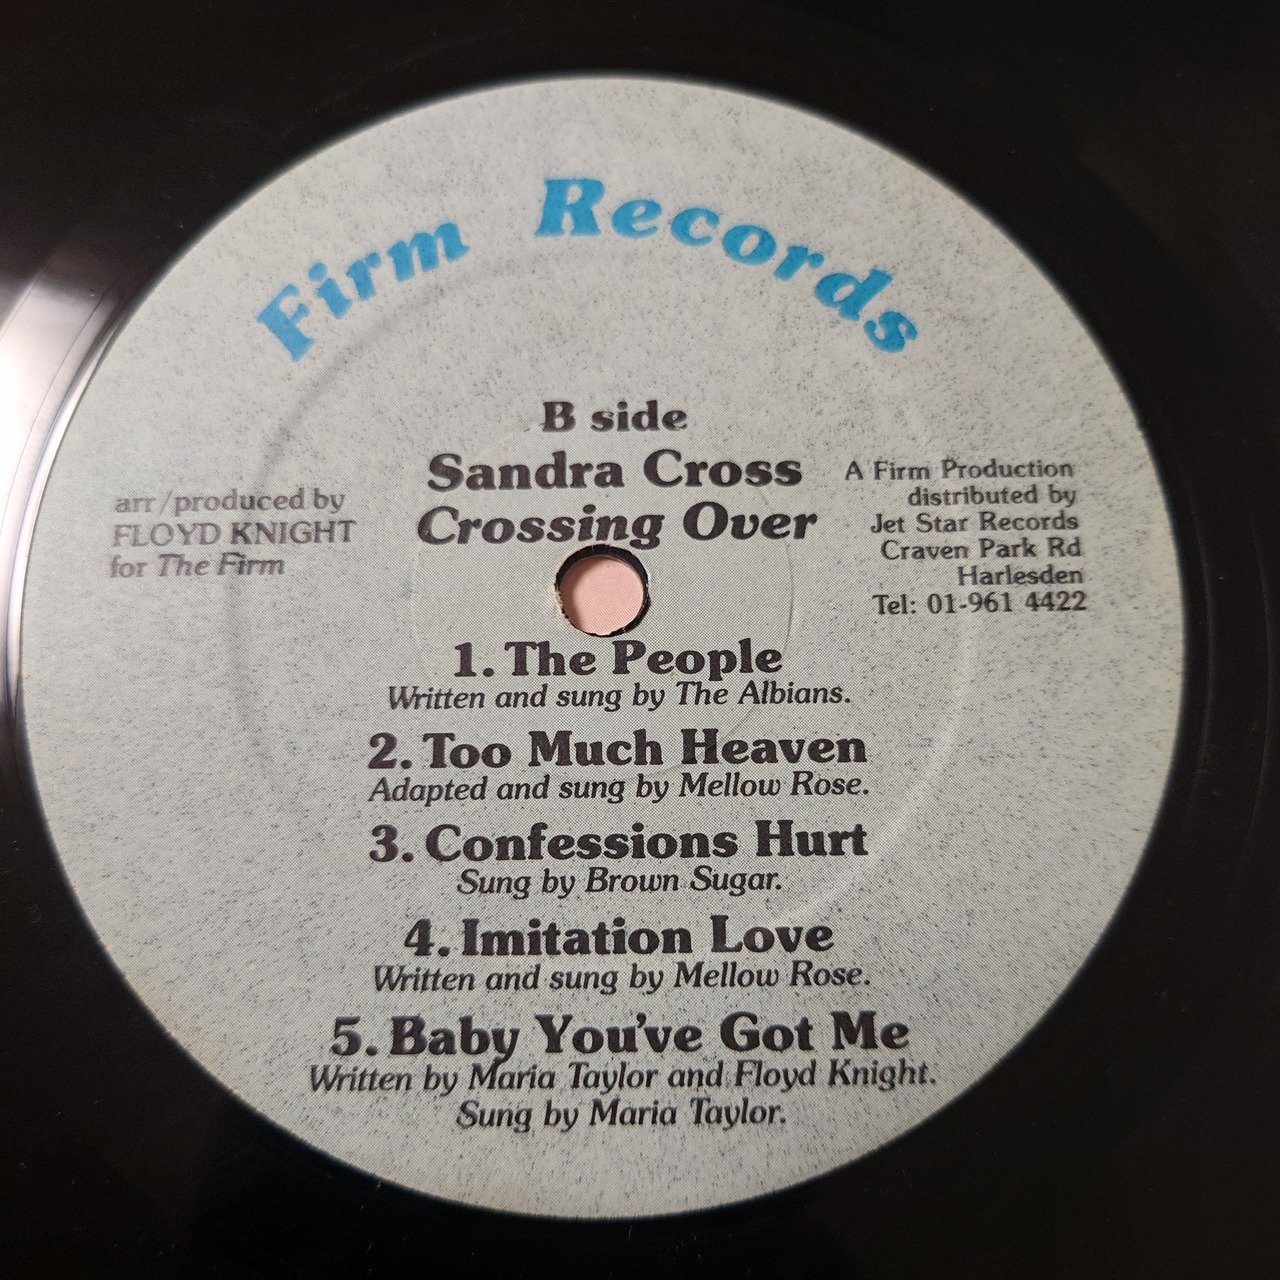 Firm Records
B side
Sandra Cross
Crossing Over
arr/produced by
FLOYD KNIGHT
for The Firm
A Firm Production
distributed by
Jet Star Records
Craven Park Rd
Harlesden
Tel: 01-961 4422
1. The People
Written and sung by The Albians.
2. Too Much Heaven
Adapted and sung by Mellow Rose.
3. Confessions Hurt
Sung by Brown Sugar.
4. Imitation Love
Written and sung by Mellow Rose.
5. Baby You've Got Me
Written by Maria Taylor and Floyd Knight.
Sung by Maria Taylor.